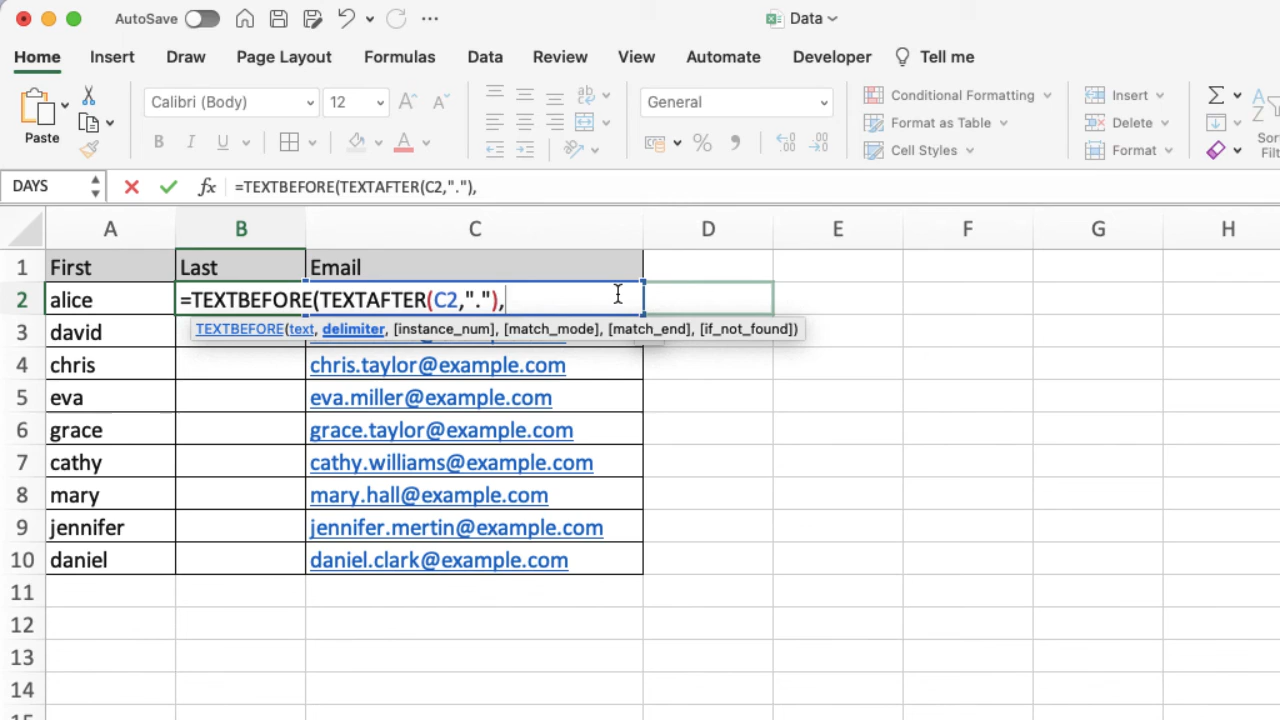 AutoSave
Data
Home Insert Draw Page Layout Formulas Data Review View Automate Developer Tell me
Paste
Calibri (Body) 12
B I U
General
Conditional Formatting
Format as Table
Cell Styles
Insert
Delete
Format
DAYS
fx =TEXTBEFORE(TEXTAFTER(C2,"."),
A B C D E F G H
1 First Last Email
2 alice =TEXTBEFORE(TEXTAFTER(C2,"."),
TEXTBEFORE(text, delimiter, [instance_num], [match_mode], [match_end], [if_not_found])
3 david
4 chris chris.taylor@example.com
5 eva eva.miller@example.com
6 grace grace.taylor@example.com
7 cathy cathy.williams@example.com
8 mary mary.hall@example.com
9 jennifer jennifer.mertin@example.com
10 daniel daniel.clark@example.com
11
12
13
14